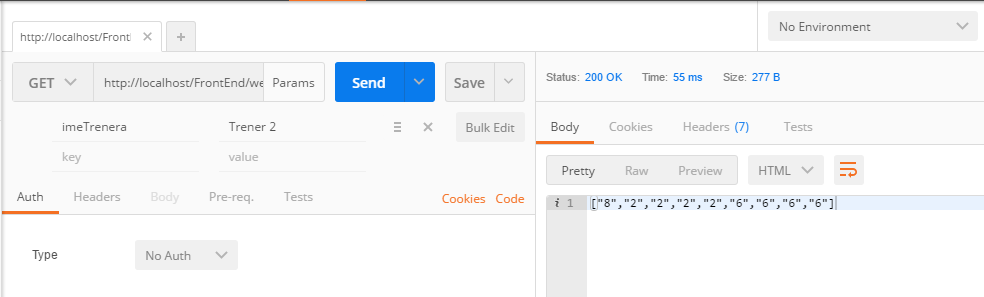 http://localhost/Front
No Environment
GET
http://localhost/FrontEnd/we
Params
Send
Save
imeTrenera
Trener 2
Bulk Edit
key
value
Auth
Headers
Body
Pre-req.
Tests
Cookies
Code
Type
No Auth
Status: 200 OK
Time: 55 ms
Size: 277 B
Body
Cookies
Headers (7)
Tests
Pretty
Raw
Preview
HTML
i 1
["8","2","2","2","2","6","6","6","6"]